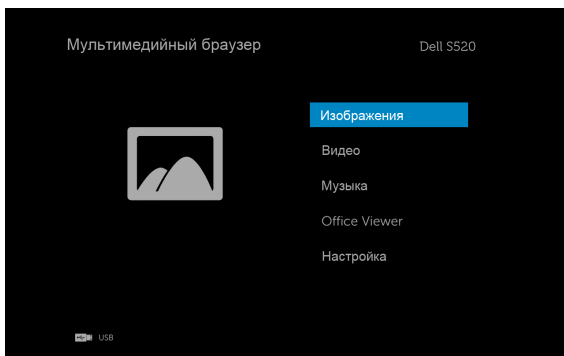 Мультимедийный браузер
Dell S520
Изображения
Видео
Музыка
Office Viewer
Настройка
USB